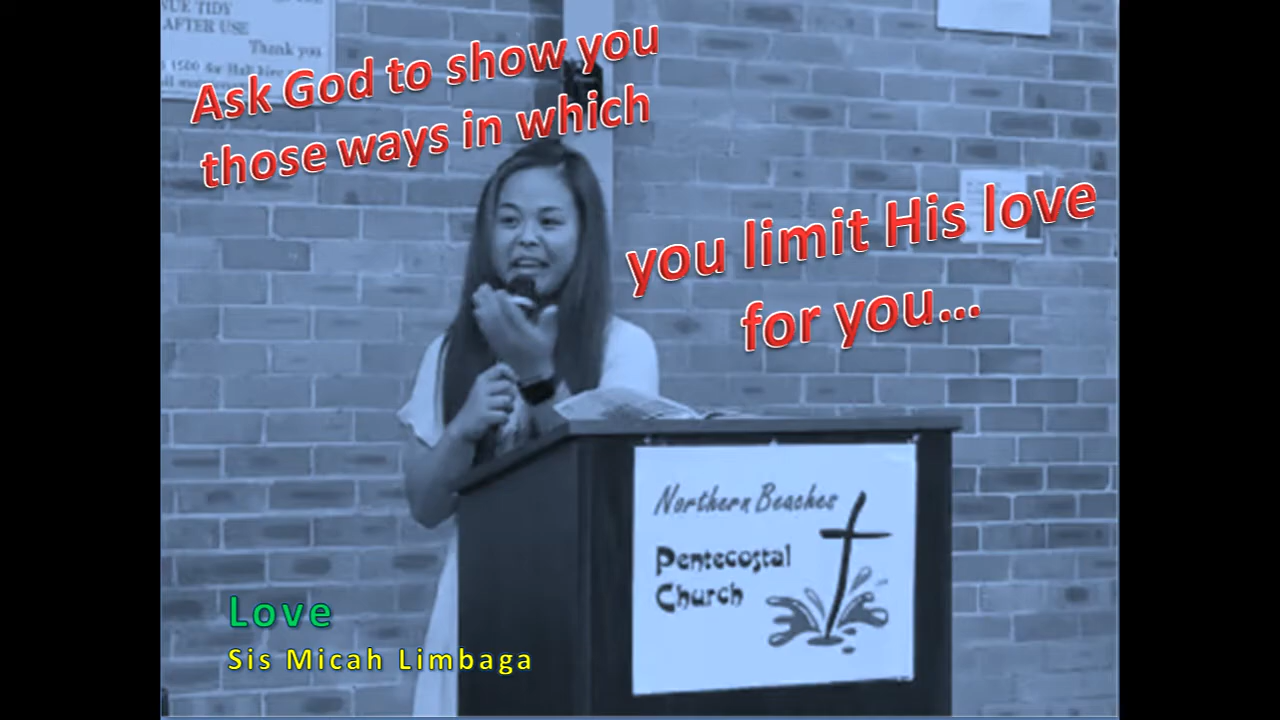 AFTER USE
Thank you
Ask God to show you
those ways in which
you limit His love
for you...
Northern Beaches
Pentecostal
Church
Love
Sis Micah Limbaga